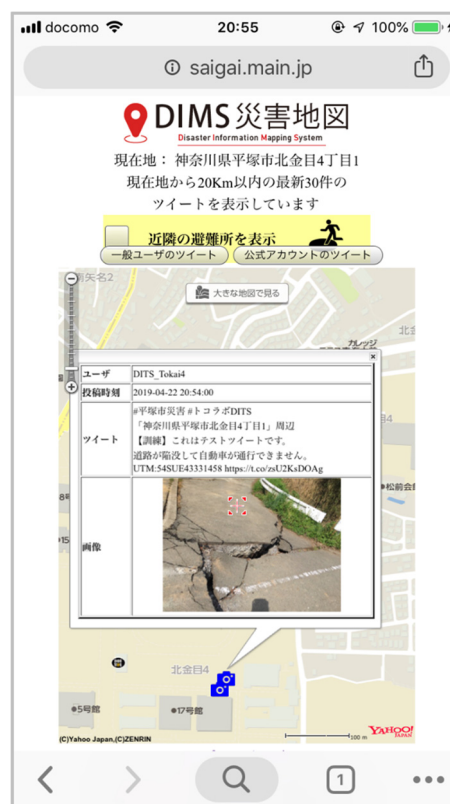 docomo 20:55 100%
saigai.main.jp
DIMS災害地図
Disaster Information Mapping System
現在地： 神奈川県平塚市北金目4丁目1
現在地から20Km以内の最新30件の
ツイートを表示しています
近隣の避難所を表示
一般ユーザのツイート 公式アカウントのツイート
南矢名2
大きな地図で見る
カレッジ
ユーザ DITS_Tokai4
投稿時刻 2019-04-22 20:54:00
ツイート
#平塚市災害 #トコラボDITS
「神奈川県平塚市北金目4丁目1」周辺
【訓練】これはテストツイートです。
道路が陥没して自動車が通行できません。
UTM:54SUE43331458 https://t.co/zsU2KsDOAg
画像
松前会
北金目4
5号館
17号館
100 m
YAHOO!
JAPAN
(C)Yahoo Japan,(C)ZENRIN
1